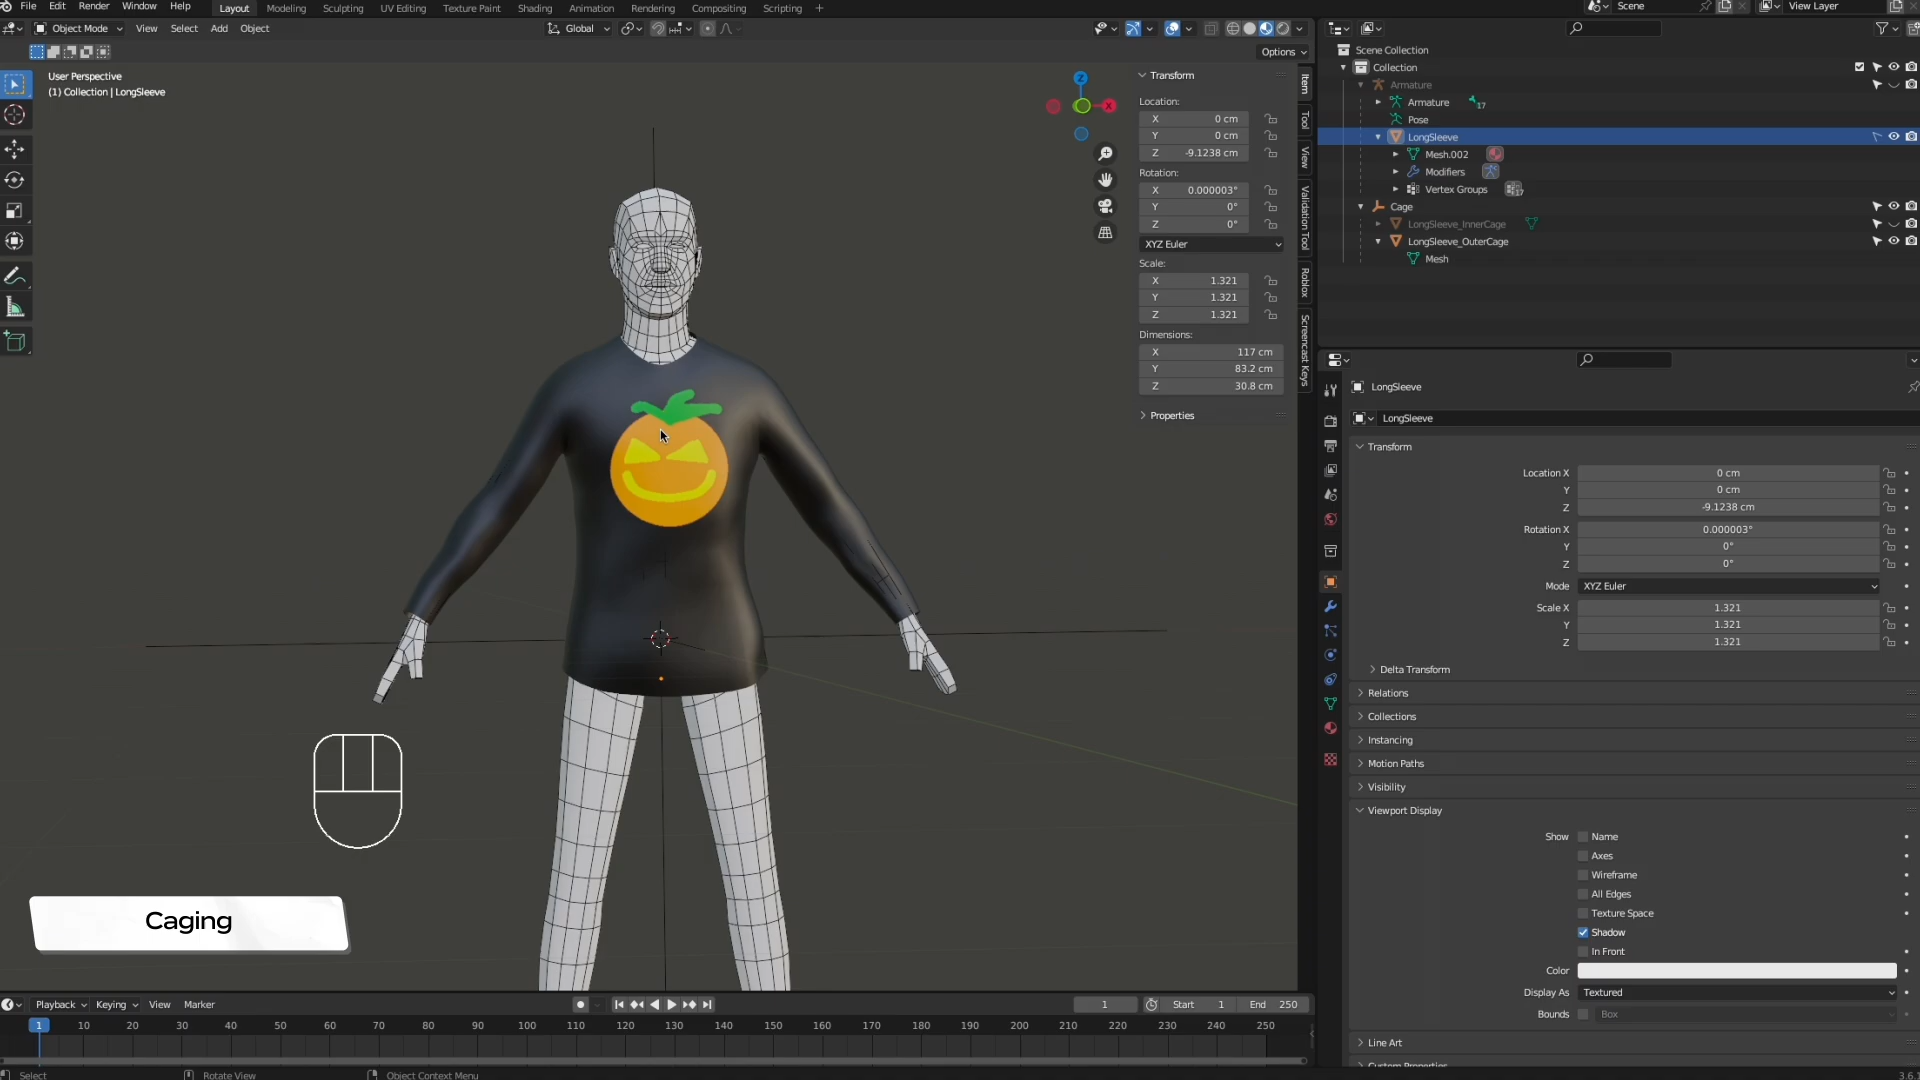 File Edit Render Window Help Layout Modeling Sculpting UV Editing Texture Paint Shading Animation Rendering Compositing Scripting + Scene View Layer
Object Mode View Select Add Object Global
Options
User Perspective
(1) Collection | LongSleeve
Transform
Location:
X 0 cm
Y 0 cm
Z -9.1238 cm
Rotation:
X 0.000003°
Y 0°
Z 0°
XYZ Euler
Scale:
X 1.321
Y 1.321
Z 1.321
Dimensions:
X 117 cm
Y 83.2 cm
Z 30.8 cm
Properties
Z
X
Item
Tool
View
Validation Tool
Roblox
Screencast Keys
Scene Collection
Collection
Armature
Armature 17
Pose
LongSleeve
Mesh.002
Modifiers
Vertex Groups 17
Cage
LongSleeve_InnerCage
LongSleeve_OuterCage
Mesh
LongSleeve
LongSleeve
Transform
Location X 0 cm
Y 0 cm
Z -9.1238 cm
Rotation X 0.000003°
Y 0°
Z 0°
Mode XYZ Euler
Scale X 1.321
Y 1.321
Z 1.321
Delta Transform
Relations
Collections
Instancing
Motion Paths
Visibility
Viewport Display
Show Name
Axes
Wireframe
All Edges
Texture Space
Shadow
In Front
Color
Display As Textured
Bounds Box
Line Art
Custom Properties
Caging
Playback Keying View Marker 1 Start 1 End 250
1 10 20 30 40 50 60 70 80 90 100 110 120 130 140 150 160 170 180 190 200 210 220 230 240 250
Select Rotate View Object Context Menu 3.6.1